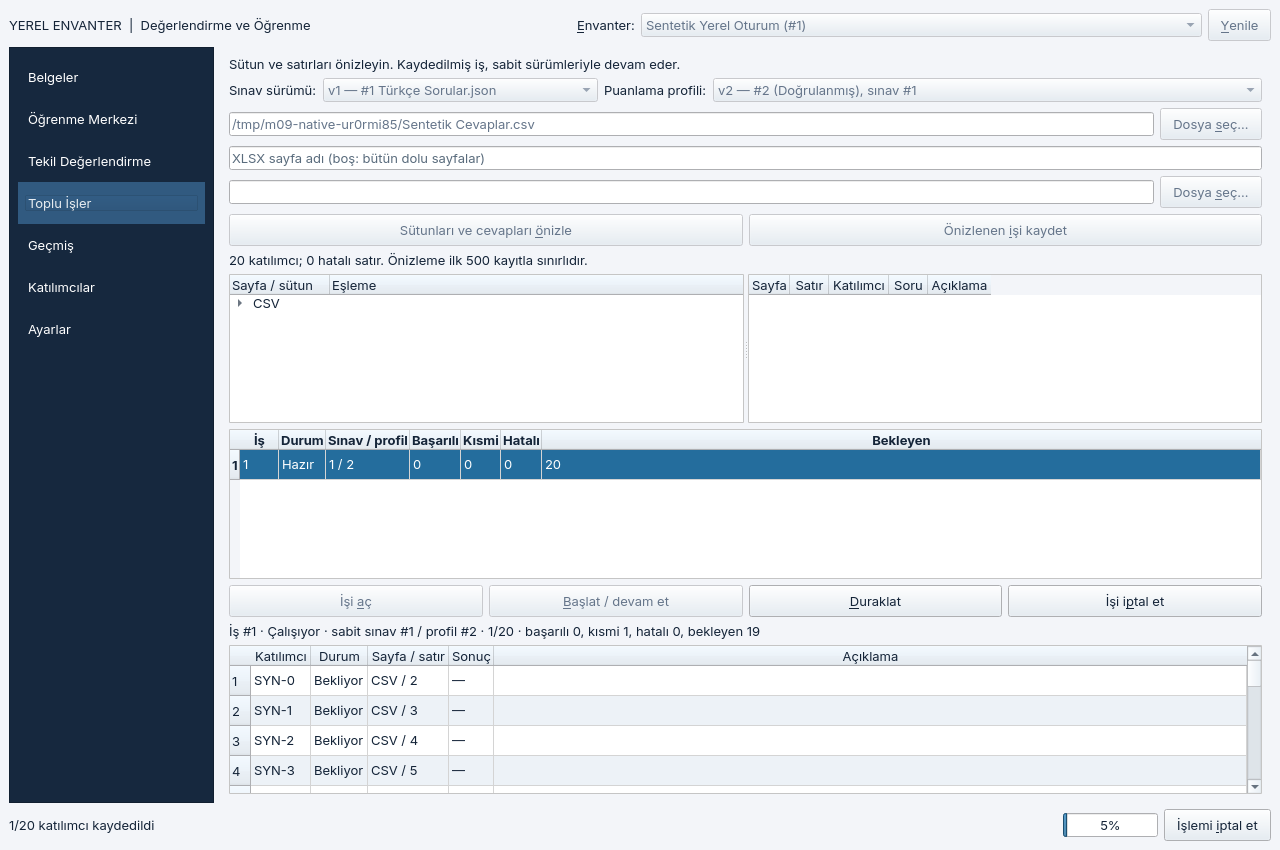 YEREL ENVANTER | Değerlendirme ve Öğrenme
Envanter: Sentetik Yerel Oturum (#1) Yenile
Belgeler
Öğrenme Merkezi
Tekil Değerlendirme
Toplu İşler
Geçmiş
Katılımcılar
Ayarlar
Sütun ve satırları önizleyin. Kaydedilmiş iş, sabit sürümleriyle devam eder.
Sınav sürümü: v1 — #1 Türkçe Sorular.json Puanlama profili: v2 — #2 (Doğrulanmış), sınav #1
/tmp/m09-native-ur0rmi85/Sentetik Cevaplar.csv Dosya seç...
XLSX sayfa adı (boş: bütün dolu sayfalar)
Dosya seç...
Sütunları ve cevapları önizle Önizlenen işi kaydet
20 katılımcı; 0 hatalı satır. Önizleme ilk 500 kayıtla sınırlıdır.
Sayfa / sütun Eşleme Sayfa Satır Katılımcı Soru Açıklama
CSV
İş Durum Sınav / profil Başarılı Kısmi Hatalı Bekleyen
1 1 Hazır 1 / 2 0 0 0 20
İşi aç Başlat / devam et Duraklat İşi iptal et
İş #1 · Çalışıyor · sabit sınav #1 / profil #2 · 1/20 · başarılı 0, kısmi 1, hatalı 0, bekleyen 19
Katılımcı Durum Sayfa / satır Sonuç Açıklama
1 SYN-0 Bekliyor CSV / 2 —
2 SYN-1 Bekliyor CSV / 3 —
3 SYN-2 Bekliyor CSV / 4 —
4 SYN-3 Bekliyor CSV / 5 —
1/20 katılımcı kaydedildi 5% İşlemi iptal et